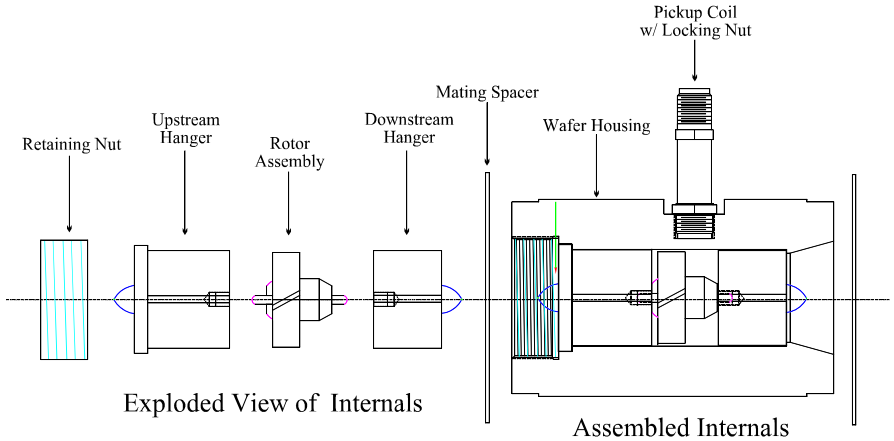 Pickup Coil
w/ Locking Nut
Mating Spacer
Upstream
Hanger
Downstream
Hanger
Wafer Housing
Retaining Nut
Rotor
Assembly
Exploded View of Internals
Assembled Internals